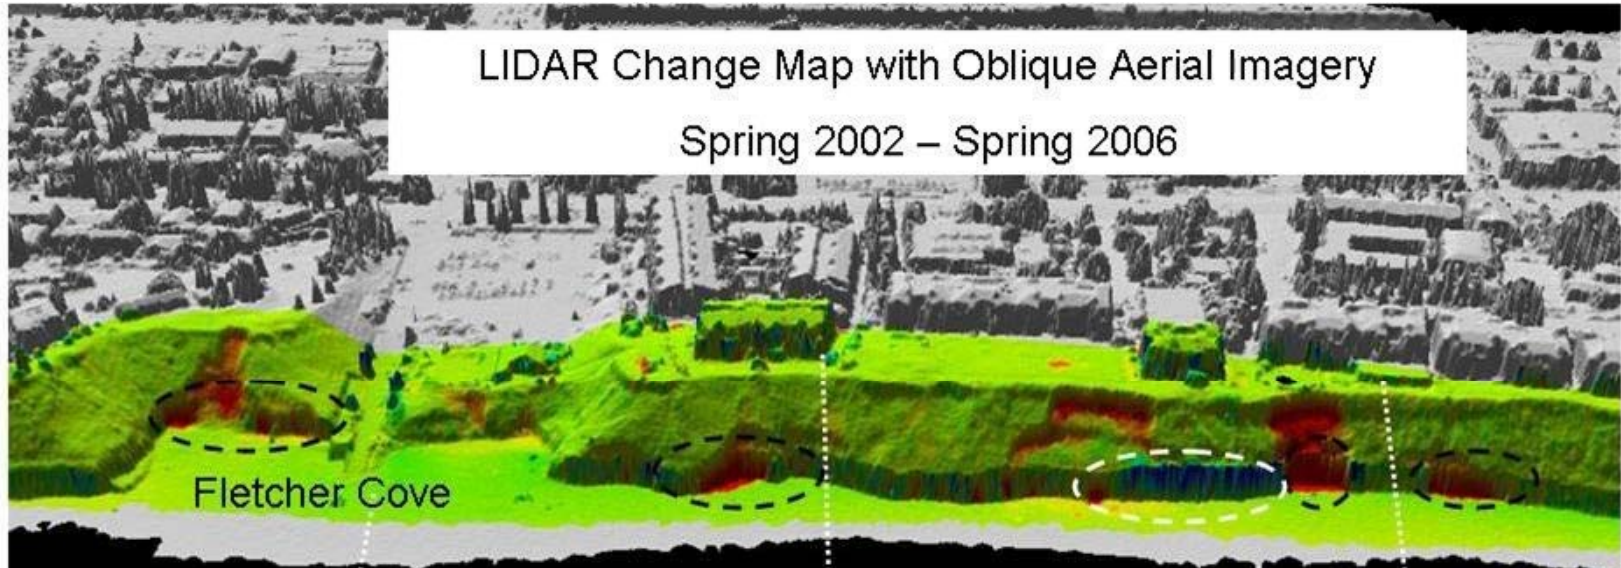 LIDAR Change Map with Oblique Aerial Imagery
Spring 2002 – Spring 2006
Fletcher Cove